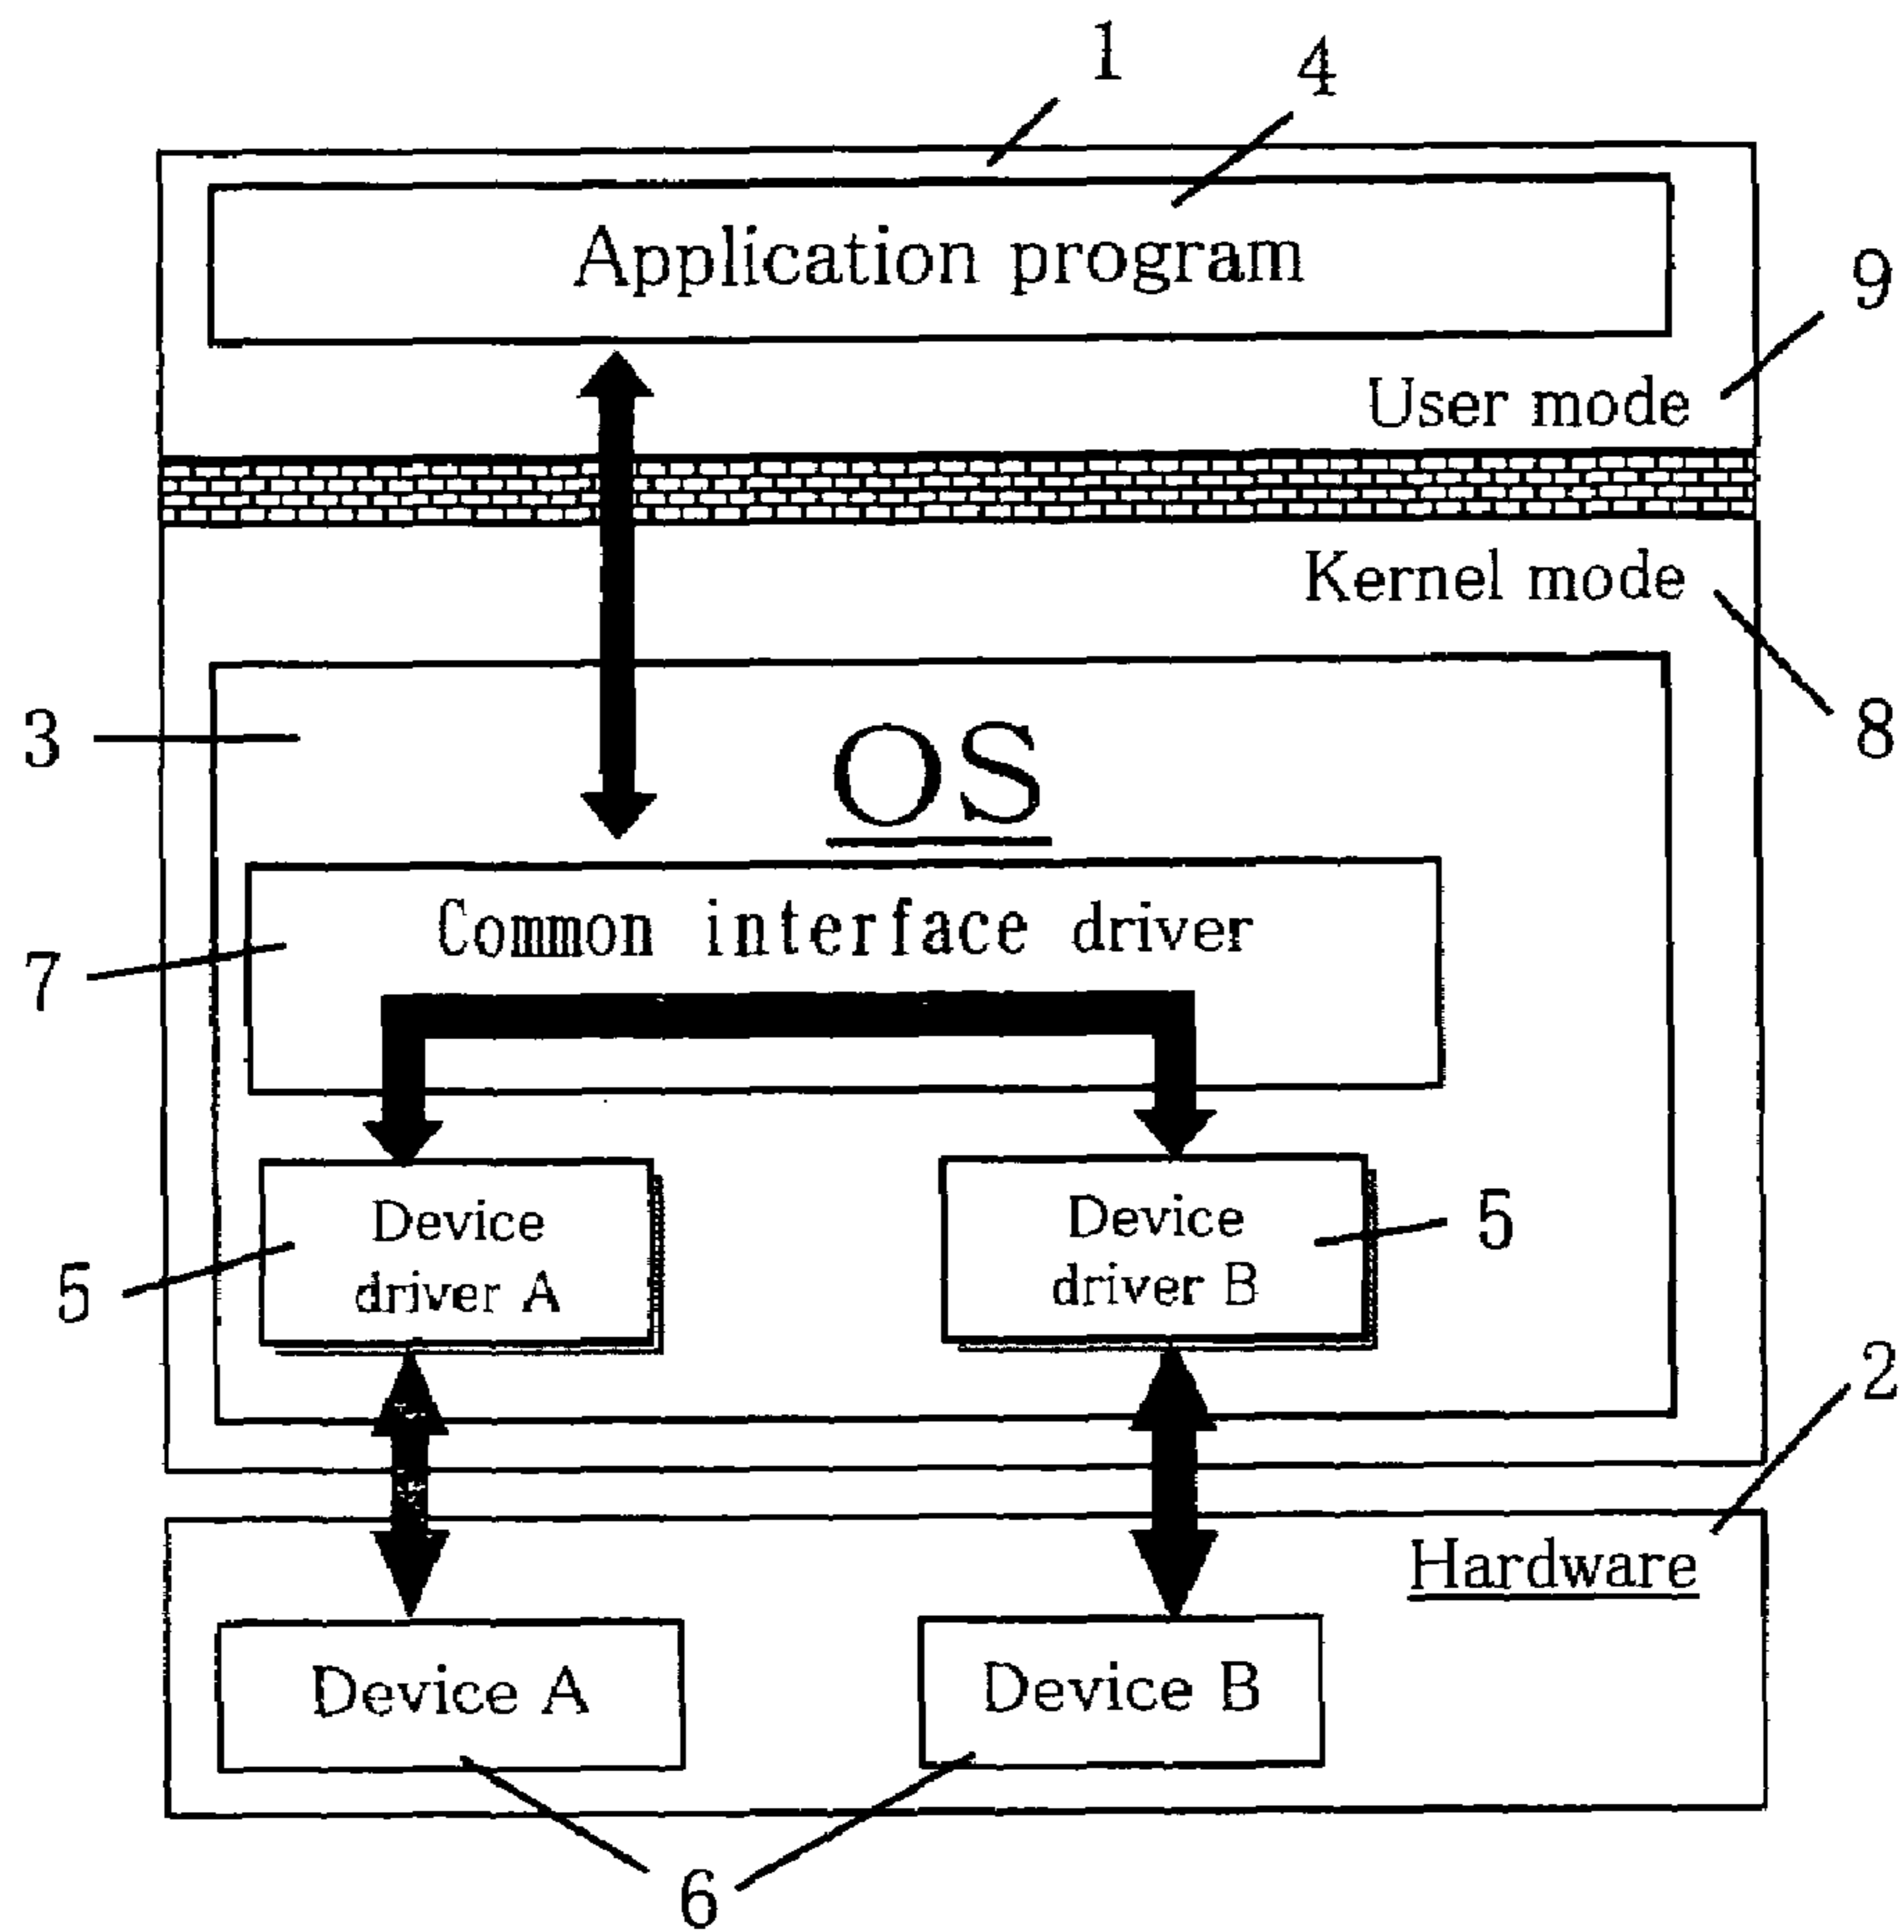 1
4
Application program
9
User mode
Kernel mode
3
8
OS
Common interface driver
7
Device
driver A
Device
driver B
5
5
2
Hardware
Device A
Device B
6